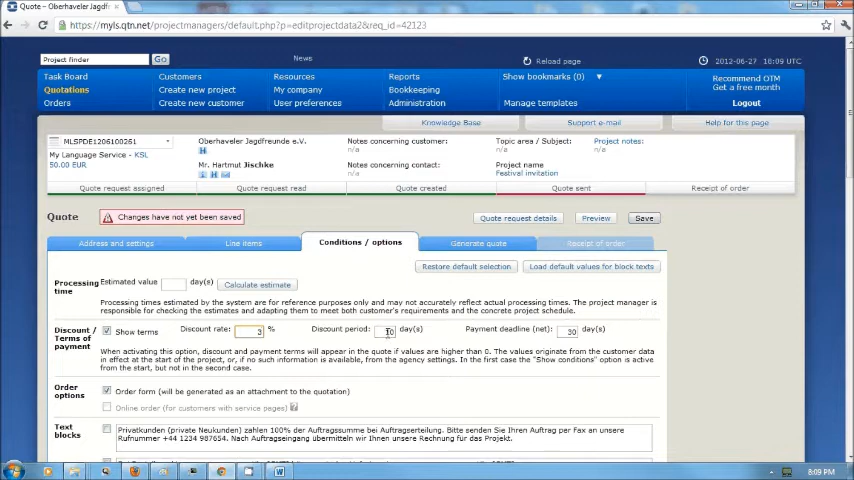 Quote – Oberhaveler Jagdfr
https://myls.qtn.net/projectmanagers/default.php?p=editprojectdata2&req_id=42123
Project finder
Go
News
Reload page
2012-06-27 18:09 UTC
Task Board
Customers
Resources
Reports
Show bookmarks (0)
Recommend OTM
Get a free month
Quotations
Create new project
My company
Bookkeeping
Orders
Create new customer
User preferences
Administration
Manage templates
Logout
Knowledge Base
Support e-mail
Help for this page
MLSPDE1206100251
Oberhaveler Jagdfreunde e.V.
Notes concerning customer:
n/a
Topic area / Subject:
n/a
Project notes:
n/a
My Language Service - KSL
50.00 EUR
Mr. Hartmut Jischke
Notes concerning contact:
n/a
Project name
Festival invitation
Quote request assigned
Quote request read
Quote created
Quote sent
Receipt of order
Quote
Changes have not yet been saved
Quote request details
Preview
Save
Address and settings
Line items
Conditions / options
Generate quote
Receipt of order
Restore default selection
Load default values for block texts
Processing time
Estimated value
day(s)
Calculate estimate
Processing times estimated by the system are for reference purposes only and may not accurately reflect actual processing times. The project manager is
responsible for checking the estimates and adapting them to meet both customer's requirements and the concrete project schedule.
Discount / Terms of payment
Show terms
Discount rate: 3 %
Discount period: 10 day(s)
Payment deadline (net): 30 day(s)
When activating this option, discount and payment terms will appear in the quote if values are higher than 0. The values originate from the customer data
in effect at the start of the project, or, if no such information is available, from the agency settings. In the first case the "Show conditions" option is active
from the start, but not in the second case.
Order options
Order form (will be generated as an attachment to the quotation)
Online order (for customers with service pages)
Text blocks
Privatkunden (private Neukunden) zahlen 100% der Auftragssumme bei Auftragserteilung. Bitte senden Sie Ihren Auftrag per Fax an unsere
Rufnummer +44 1234 987654. Nach Auftragseingang übermitteln wir Ihnen unsere Rechnung für das Projekt.
8:09 PM